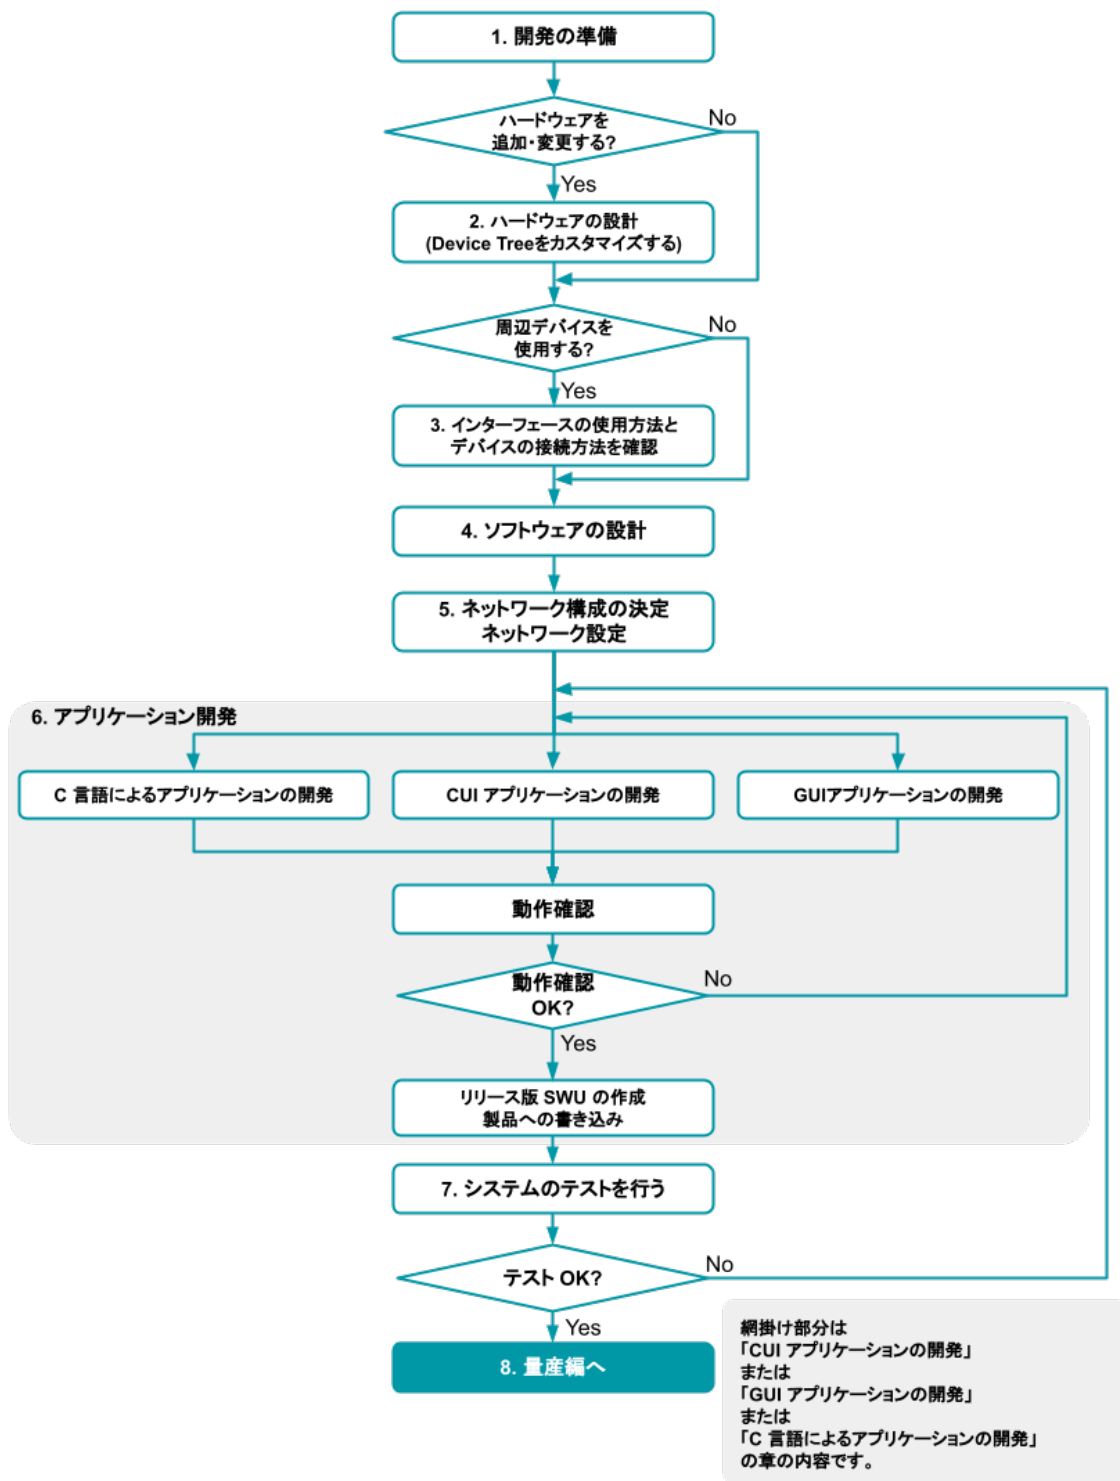 1. 開発の準備
ハードウェアを
追加・変更する?
No
Yes
2. ハードウェアの設計
(Device Treeをカスタマイズする)
周辺デバイスを
使用する?
No
Yes
3. インターフェースの使用方法と
デバイスの接続方法を確認
4. ソフトウェアの設計
5. ネットワーク構成の決定
ネットワーク設定
6. アプリケーション開発
C 言語によるアプリケーションの開発
CUI アプリケーションの開発
GUIアプリケーションの開発
動作確認
動作確認
OK?
No
Yes
リリース版 SWU の作成
製品への書き込み
7. システムのテストを行う
テスト OK?
No
Yes
8. 量産編へ
網掛け部分は
「CUI アプリケーションの開発」
または
「GUI アプリケーションの開発」
または
「C 言語によるアプリケーションの開発」
の章の内容です。